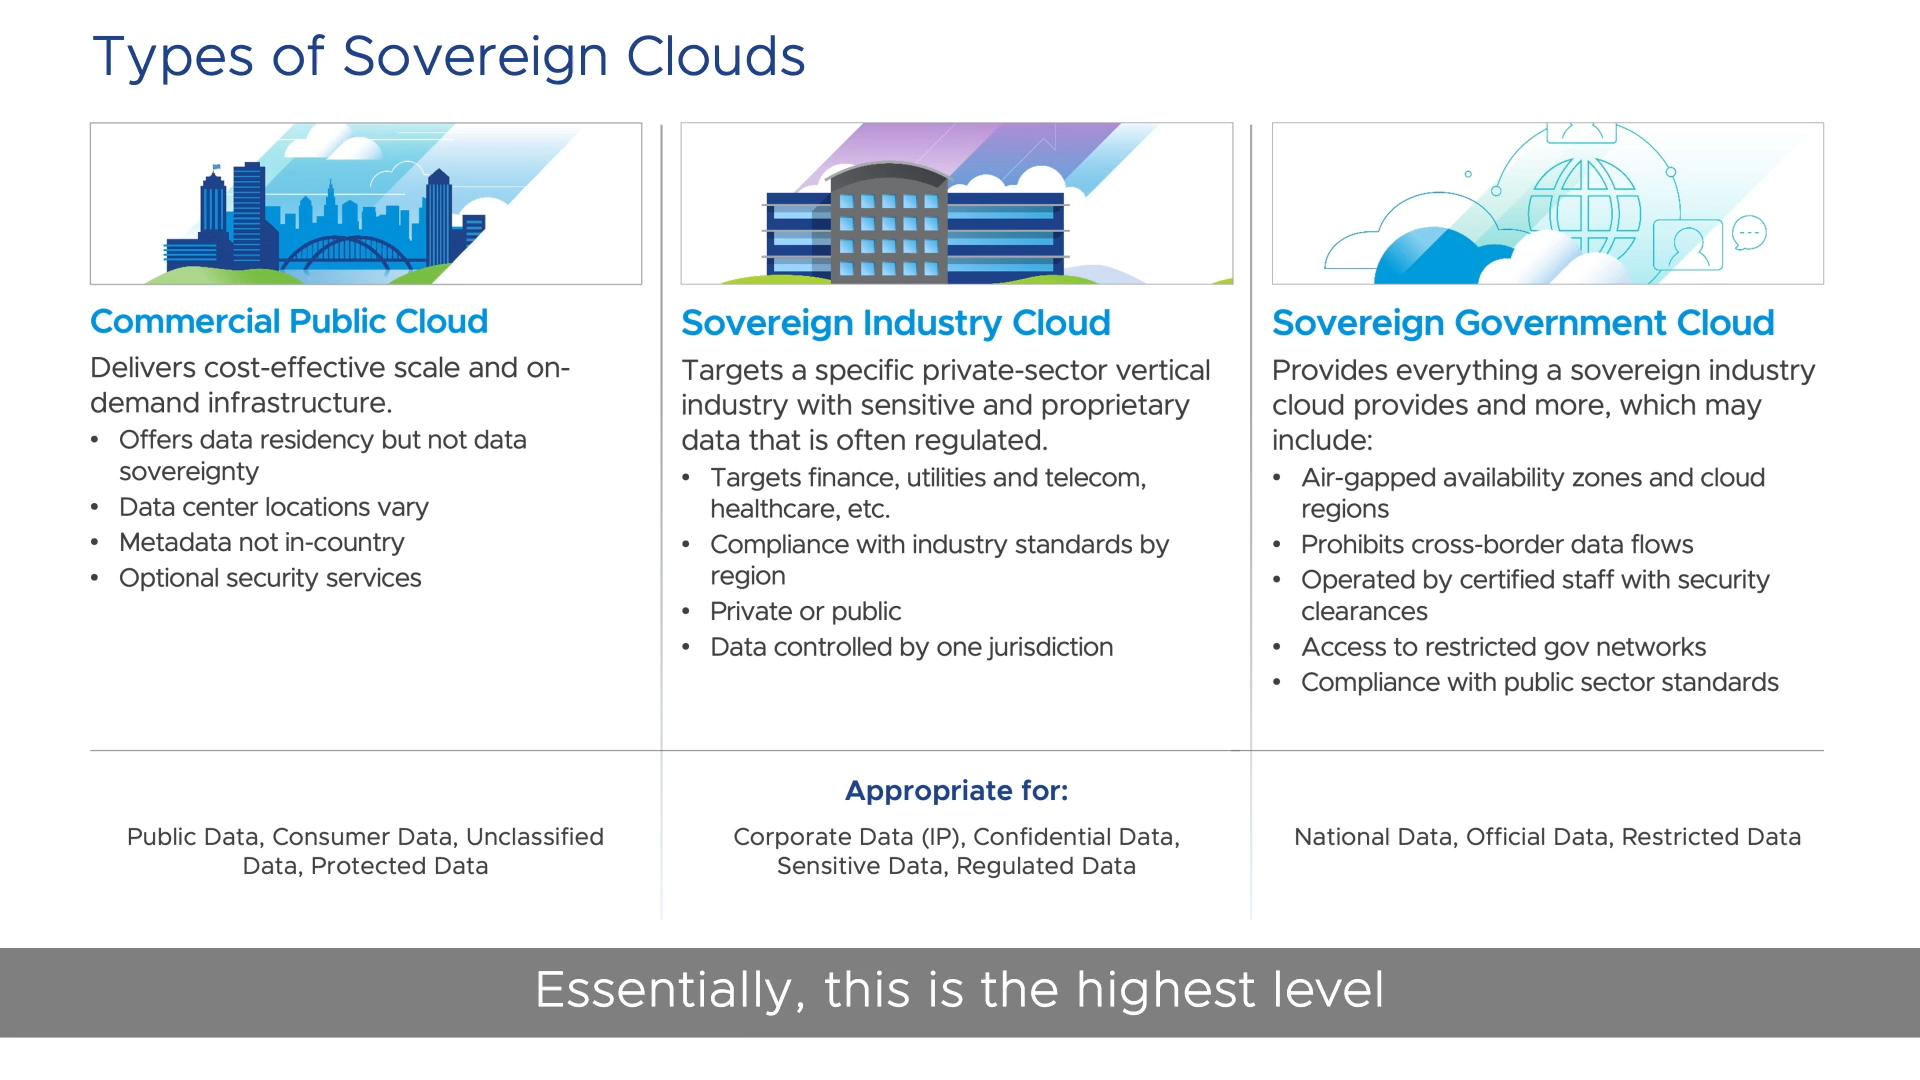 Types of Sovereign Clouds
Commercial Public Cloud
Delivers cost-effective scale and on-
demand infrastructure.
• Offers data residency but not data
sovereignty
• Data center locations vary
• Metadata not in-country
• Optional security services
Sovereign Industry Cloud
Targets a specific private-sector vertical
industry with sensitive and proprietary
data that is often regulated.
• Targets finance, utilities and telecom,
healthcare, etc.
• Compliance with industry standards by
region
• Private or public
• Data controlled by one jurisdiction
Sovereign Government Cloud
Provides everything a sovereign industry
cloud provides and more, which may
include:
• Air-gapped availability zones and cloud
regions
• Prohibits cross-border data flows
• Operated by certified staff with security
clearances
• Access to restricted gov networks
• Compliance with public sector standards
Appropriate for:
Public Data, Consumer Data, Unclassified
Data, Protected Data
Corporate Data (IP), Confidential Data,
Sensitive Data, Regulated Data
National Data, Official Data, Restricted Data
Essentially, this is the highest level